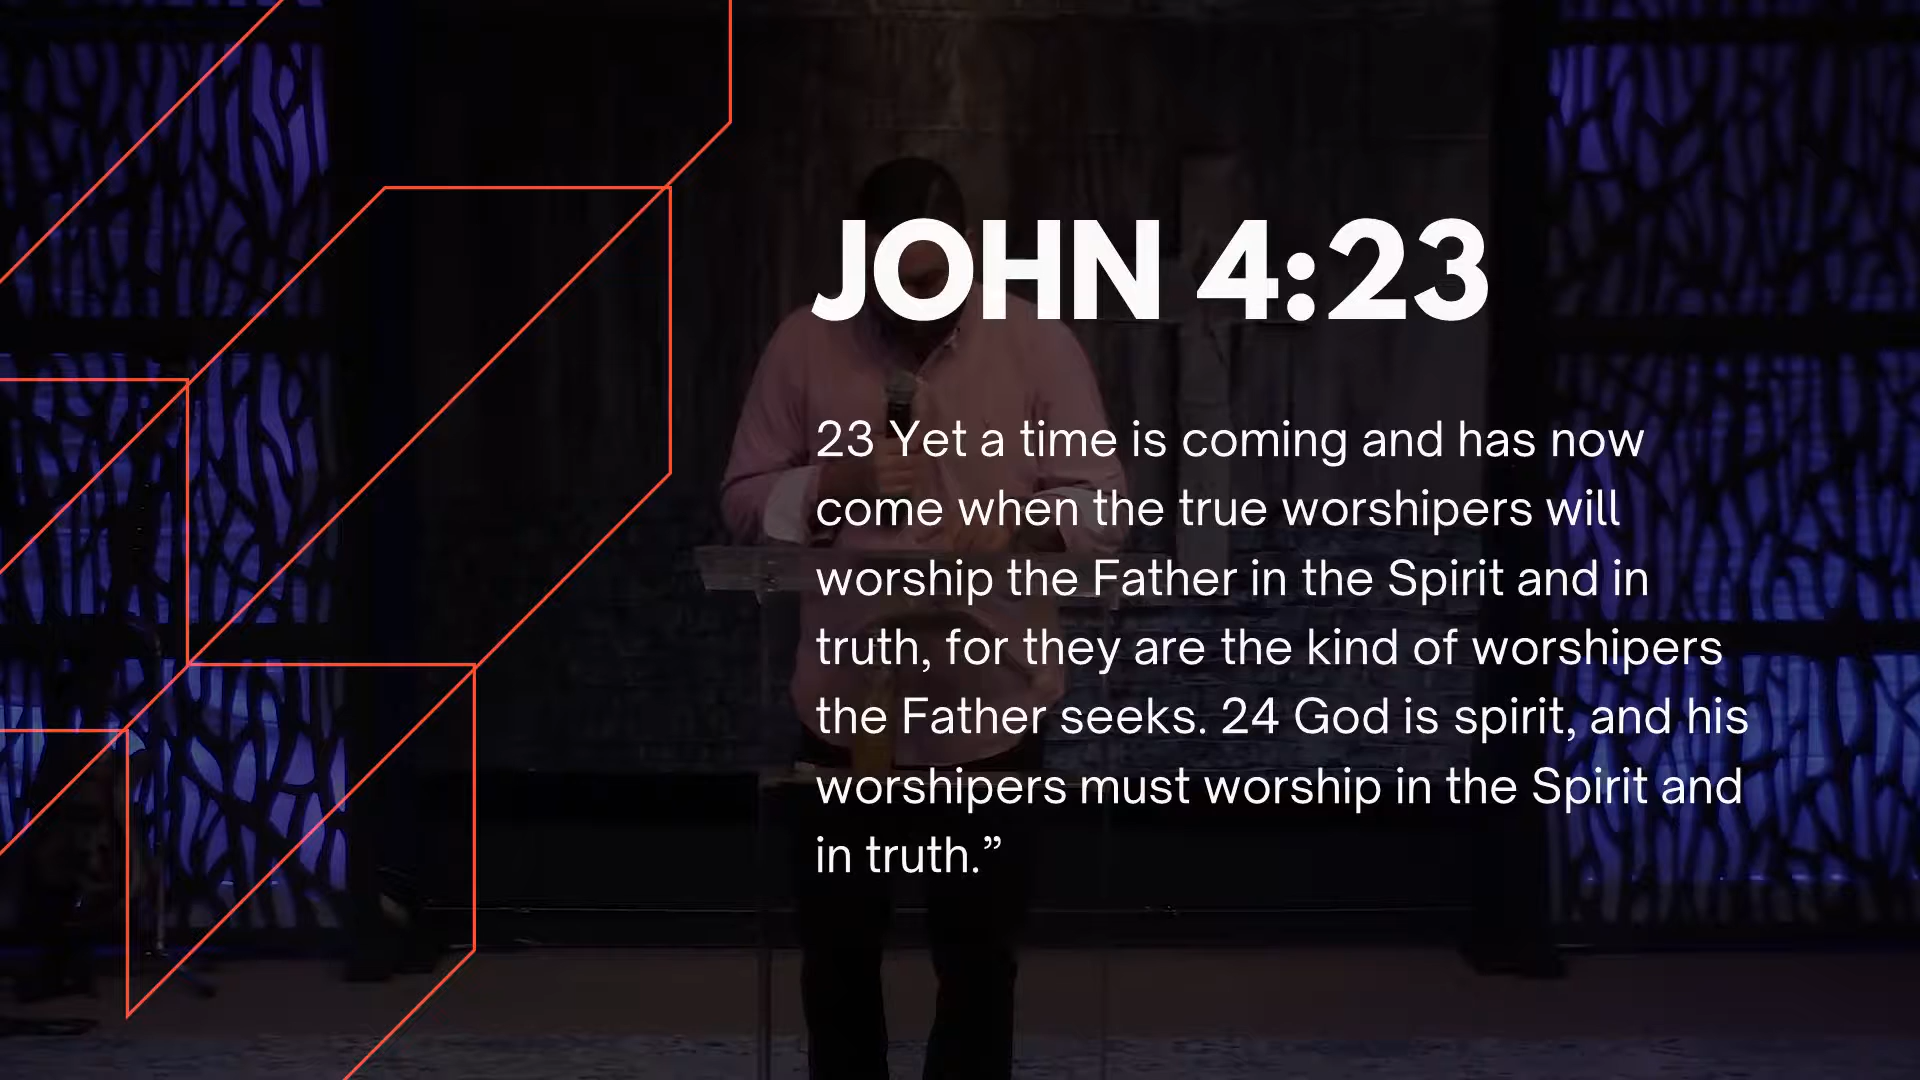 JOHN 4:23
23 Yet a time is coming and has now
come when the true worshipers will
worship the Father in the Spirit and in
truth, for they are the kind of worshipers
the Father seeks. 24 God is spirit, and his
worshipers must worship in the Spirit and
in truth.”